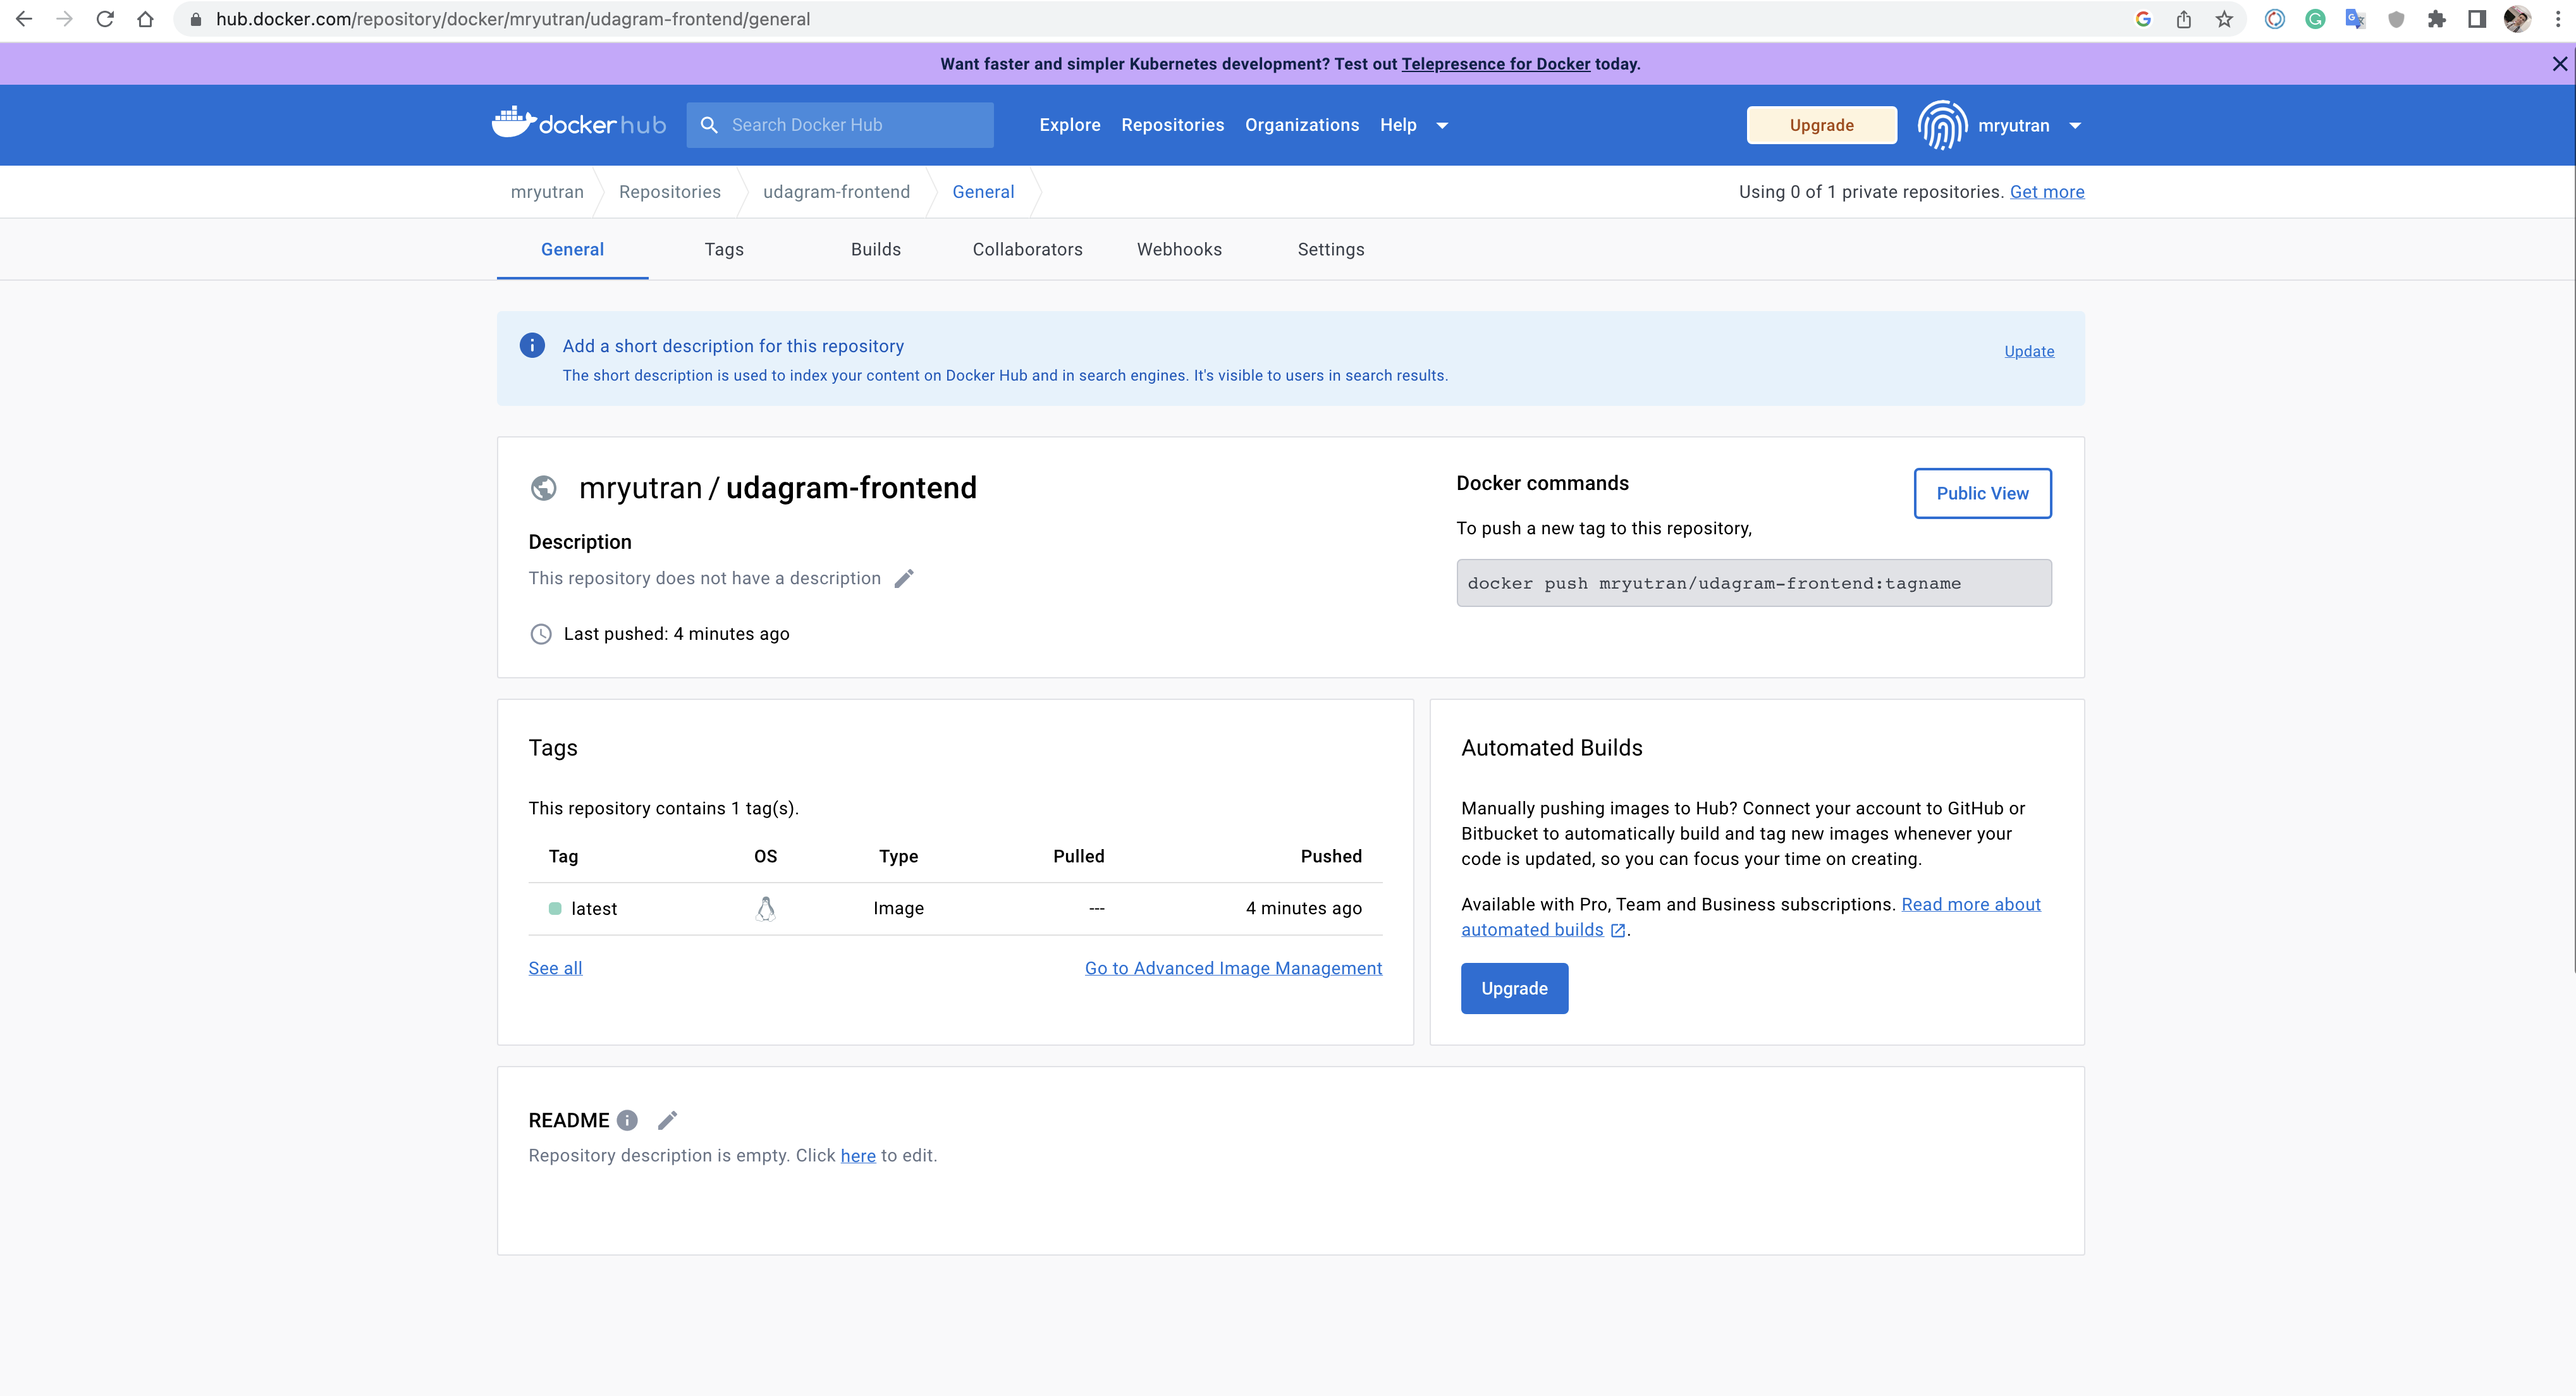 hub.docker.com/repository/docker/mryutran/udagram-frontend/general
Want faster and simpler Kubernetes development? Test out Telepresence for Docker today.
docker hub
Search Docker Hub
Explore Repositories Organizations Help
Upgrade
mryutran
mryutran Repositories udagram-frontend General
Using 0 of 1 private repositories. Get more
General Tags Builds Collaborators Webhooks Settings
Add a short description for this repository
Update
The short description is used to index your content on Docker Hub and in search engines. It's visible to users in search results.
mryutran / udagram-frontend
Description
This repository does not have a description
Last pushed: 4 minutes ago
Docker commands
Public View
To push a new tag to this repository,
docker push mryutran/udagram-frontend:tagname
Tags
This repository contains 1 tag(s).
Tag OS Type Pulled Pushed
latest Image --- 4 minutes ago
See all
Go to Advanced Image Management
Automated Builds
Manually pushing images to Hub? Connect your account to GitHub or
Bitbucket to automatically build and tag new images whenever your
code is updated, so you can focus your time on creating.
Available with Pro, Team and Business subscriptions. Read more about
automated builds.
Upgrade
README
Repository description is empty. Click here to edit.